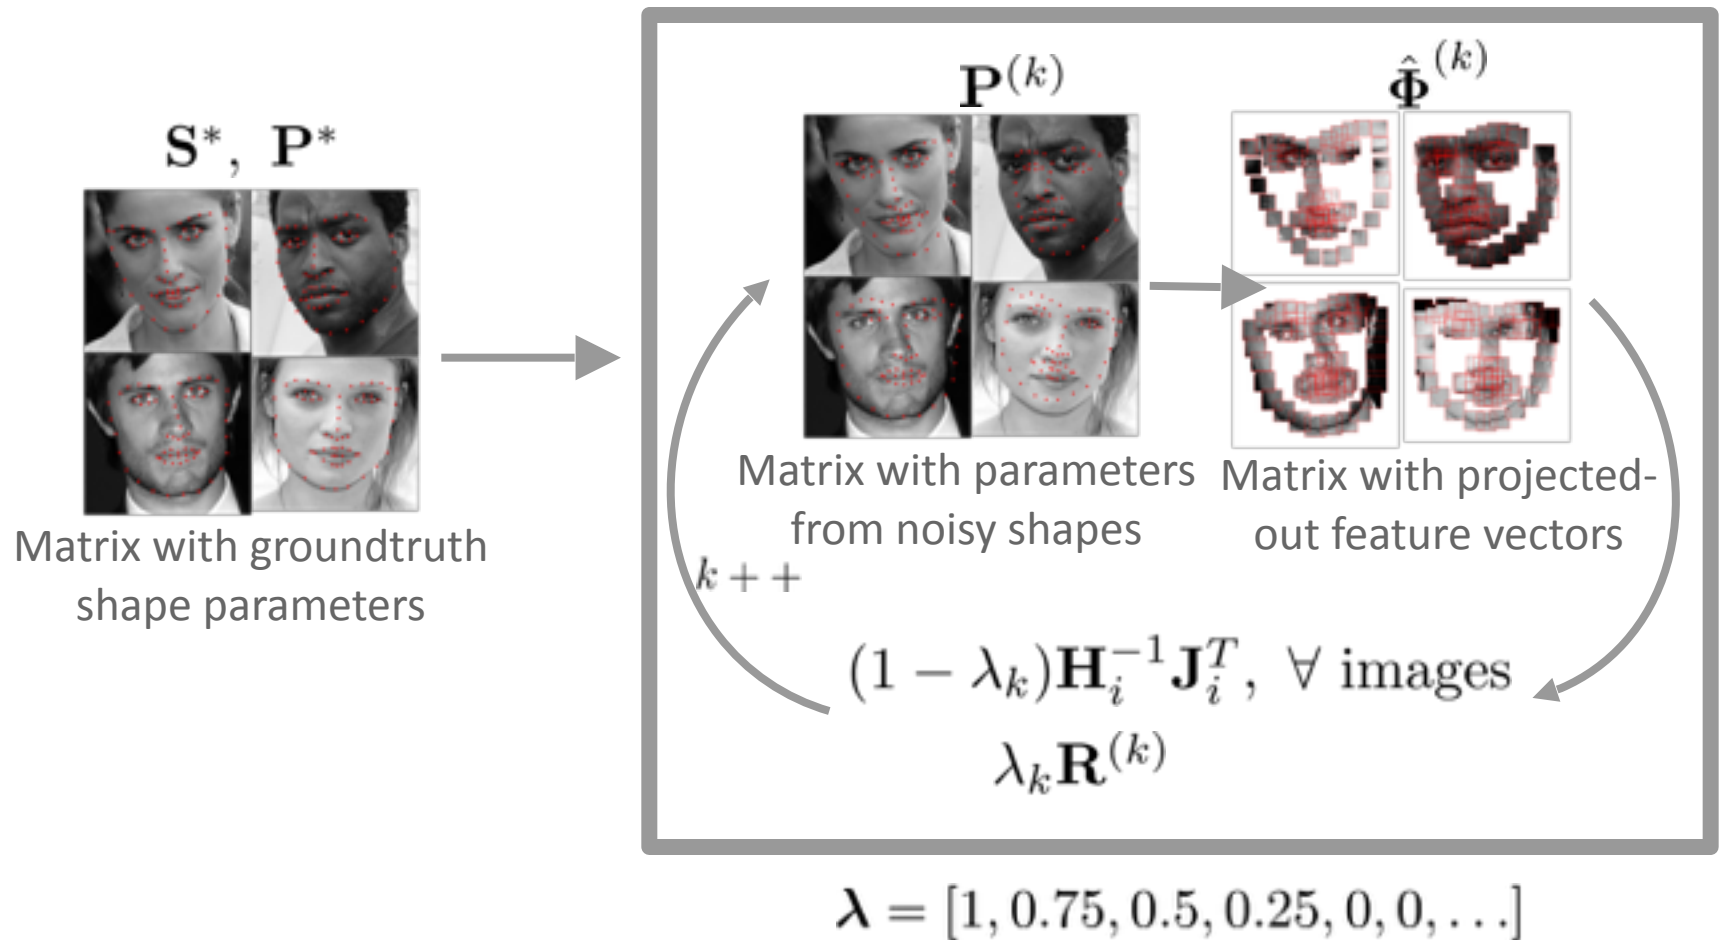 S*, P*
Matrix with groundtruth
shape parameters
P^(k)
Φ̂^(k)
Matrix with parameters
from noisy shapes
Matrix with projected-
out feature vectors
k + +
(1 − λ_k)H_i^{−1}J_i^T, ∀ images
λ_k R^(k)
λ = [1, 0.75, 0.5, 0.25, 0, 0, . . .]